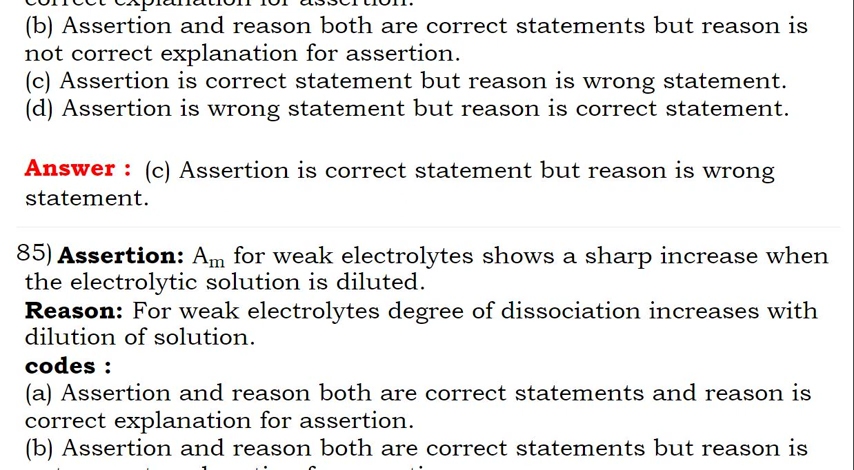 correct explanation for assertion.
(b) Assertion and reason both are correct statements but reason is
not correct explanation for assertion.
(c) Assertion is correct statement but reason is wrong statement.
(d) Assertion is wrong statement but reason is correct statement.
Answer : (c) Assertion is correct statement but reason is wrong
statement.
85) Assertion: Am for weak electrolytes shows a sharp increase when
the electrolytic solution is diluted.
Reason: For weak electrolytes degree of dissociation increases with
dilution of solution.
codes :
(a) Assertion and reason both are correct statements and reason is
correct explanation for assertion.
(b) Assertion and reason both are correct statements but reason is